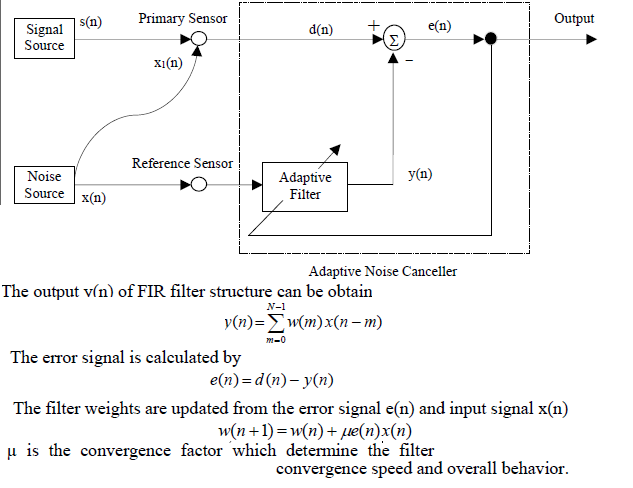 Signal
Source
s(n)
Primary Sensor
x₁(n)
d(n)
+
Σ
−
e(n)
Output
Noise
Source
x(n)
Reference Sensor
Adaptive
Filter
y(n)
Adaptive Noise Canceller
The output y(n) of FIR filter structure can be obtain
y(n)=∑_{m=0}^{N−1} w(m)x(n−m)
The error signal is calculated by
e(n)=d(n)−y(n)
The filter weights are updated from the error signal e(n) and input signal x(n)
w(n+1)=w(n)+μe(n)x(n)
μ is the convergence factor which determine the filter
convergence speed and overall behavior.